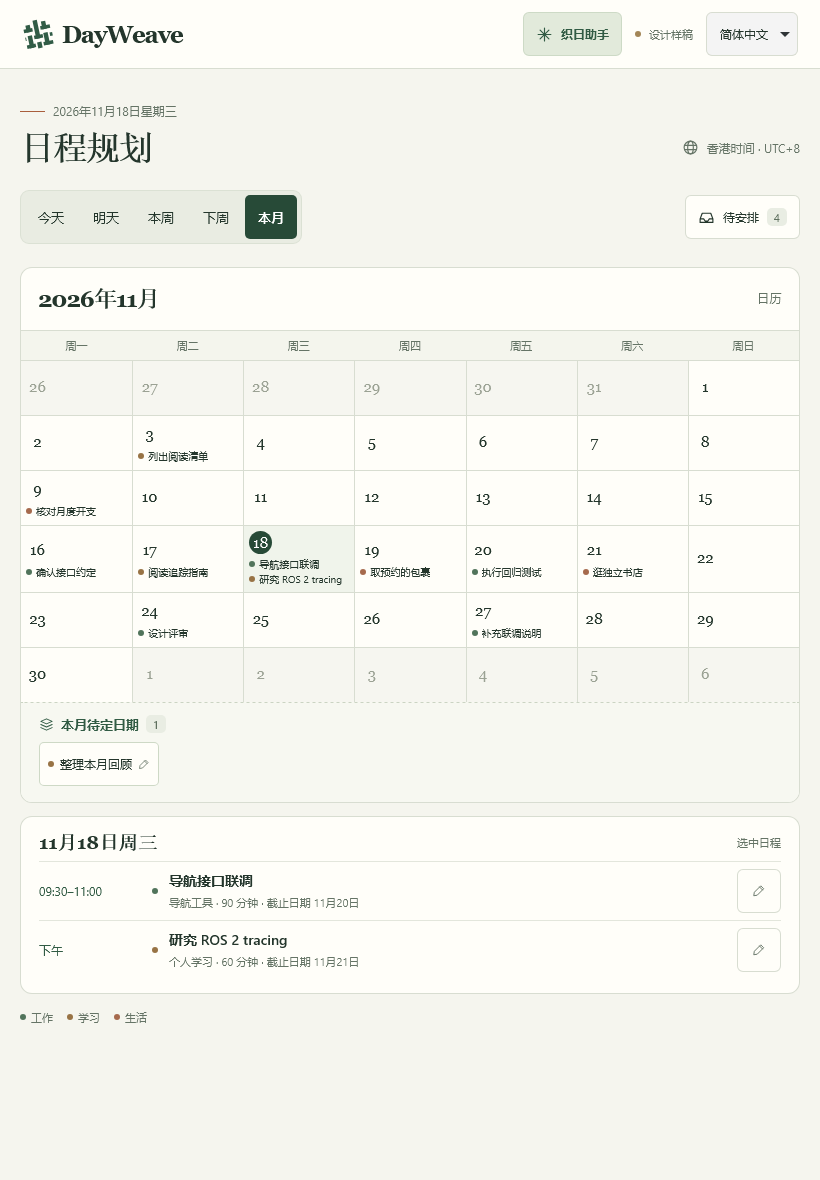 DayWeave
织日助手
设计样稿
简体中文
2026年11月18日星期三
日程规划
香港时间 · UTC+8
今天 明天 本周 下周 本月
待安排 4
2026年11月
日历
周一 周二 周三 周四 周五 周六 周日
26 27 28 29 30 31 1
2 3 4 5 6 7 8
列出阅读清单
9 10 11 12 13 14 15
核对月度开支
16 17 18 19 20 21 22
确认接口约定 阅读追踪指南 导航接口联调 取预约的包裹 执行回归测试 逛独立书店
研究 ROS 2 tracing
23 24 25 26 27 28 29
设计评审 补充联调说明
30 1 2 3 4 5 6
本月待定日期 1
整理本月回顾
11月18日周三
选中日程
09:30–11:00
导航接口联调
导航工具 · 90 分钟 · 截止日期 11月20日
下午
研究 ROS 2 tracing
个人学习 · 60 分钟 · 截止日期 11月21日
工作 学习 生活